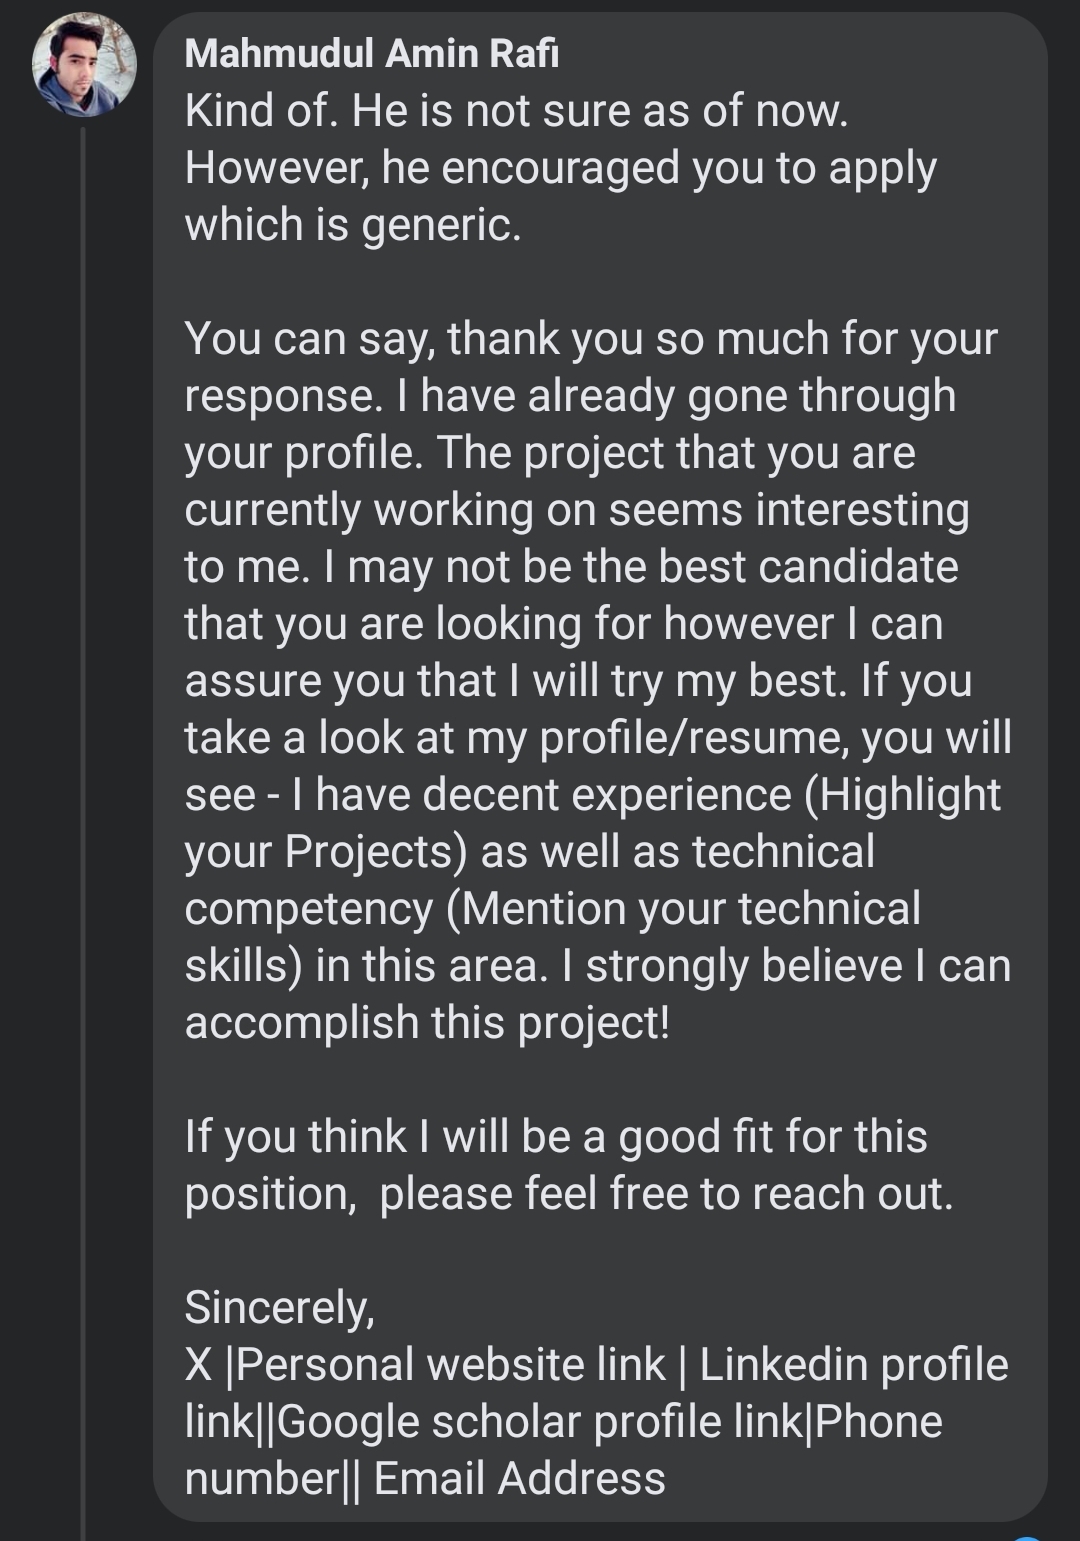 Mahmudul Amin Rafi
Kind of. He is not sure as of now.
However, he encouraged you to apply
which is generic.
You can say, thank you so much for your
response. I have already gone through
your profile. The project that you are
currently working on seems interesting
to me. I may not be the best candidate
that you are looking for however I can
assure you that I will try my best. If you
take a look at my profile/resume, you will
see - I have decent experience (Highlight
your Projects) as well as technical
competency (Mention your technical
skills) in this area. I strongly believe I can
accomplish this project!
If you think I will be a good fit for this
position,  please feel free to reach out.
Sincerely,
X |Personal website link | Linkedin profile
link||Google scholar profile link|Phone
number|| Email Address